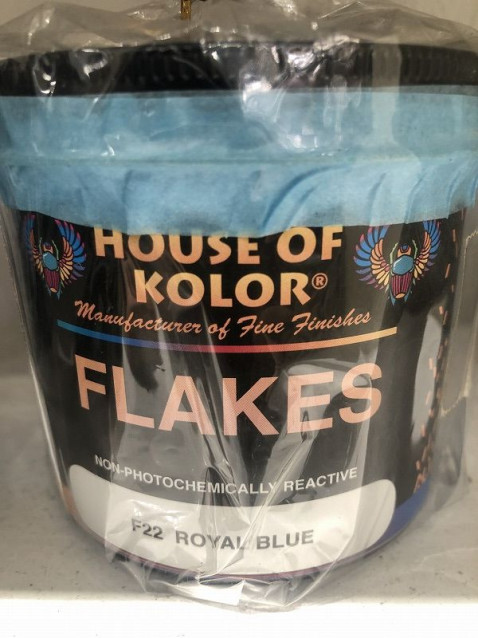 HOUSE OF
KOLOR®
Manufacturer of Fine Finishes
FLAKES
NON-PHOTOCHEMICALLY REACTIVE
F22 ROYAL BLUE